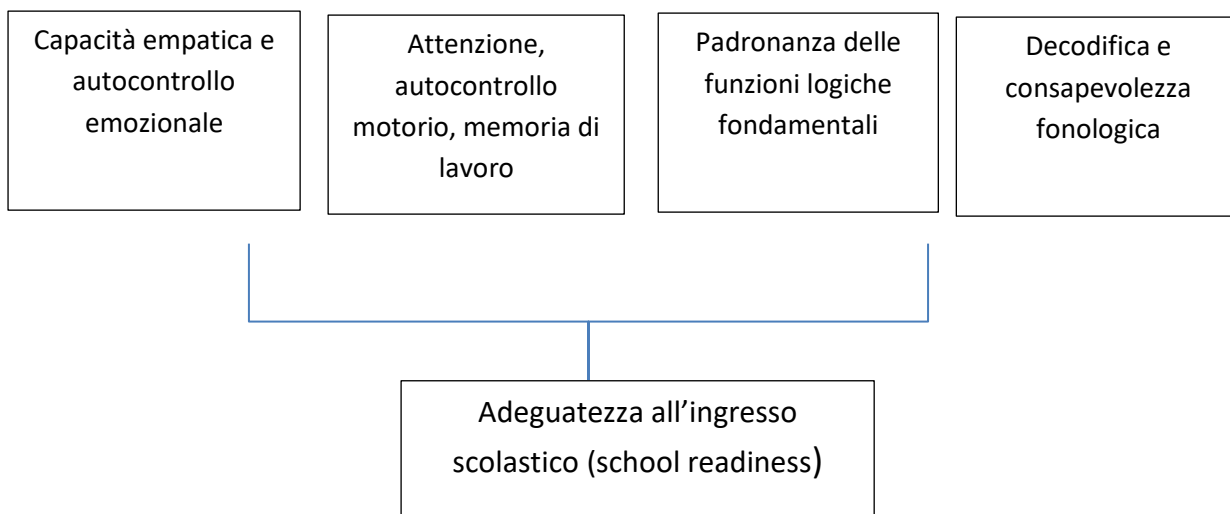 Capacità empatica e
autocontrollo
emozionale
Attenzione,
autocontrollo
motorio, memoria di
lavoro
Padronanza delle
funzioni logiche
fondamentali
Decodifica e
consapevolezza
fonologica
Adeguatezza all’ingresso
scolastico (school readiness)